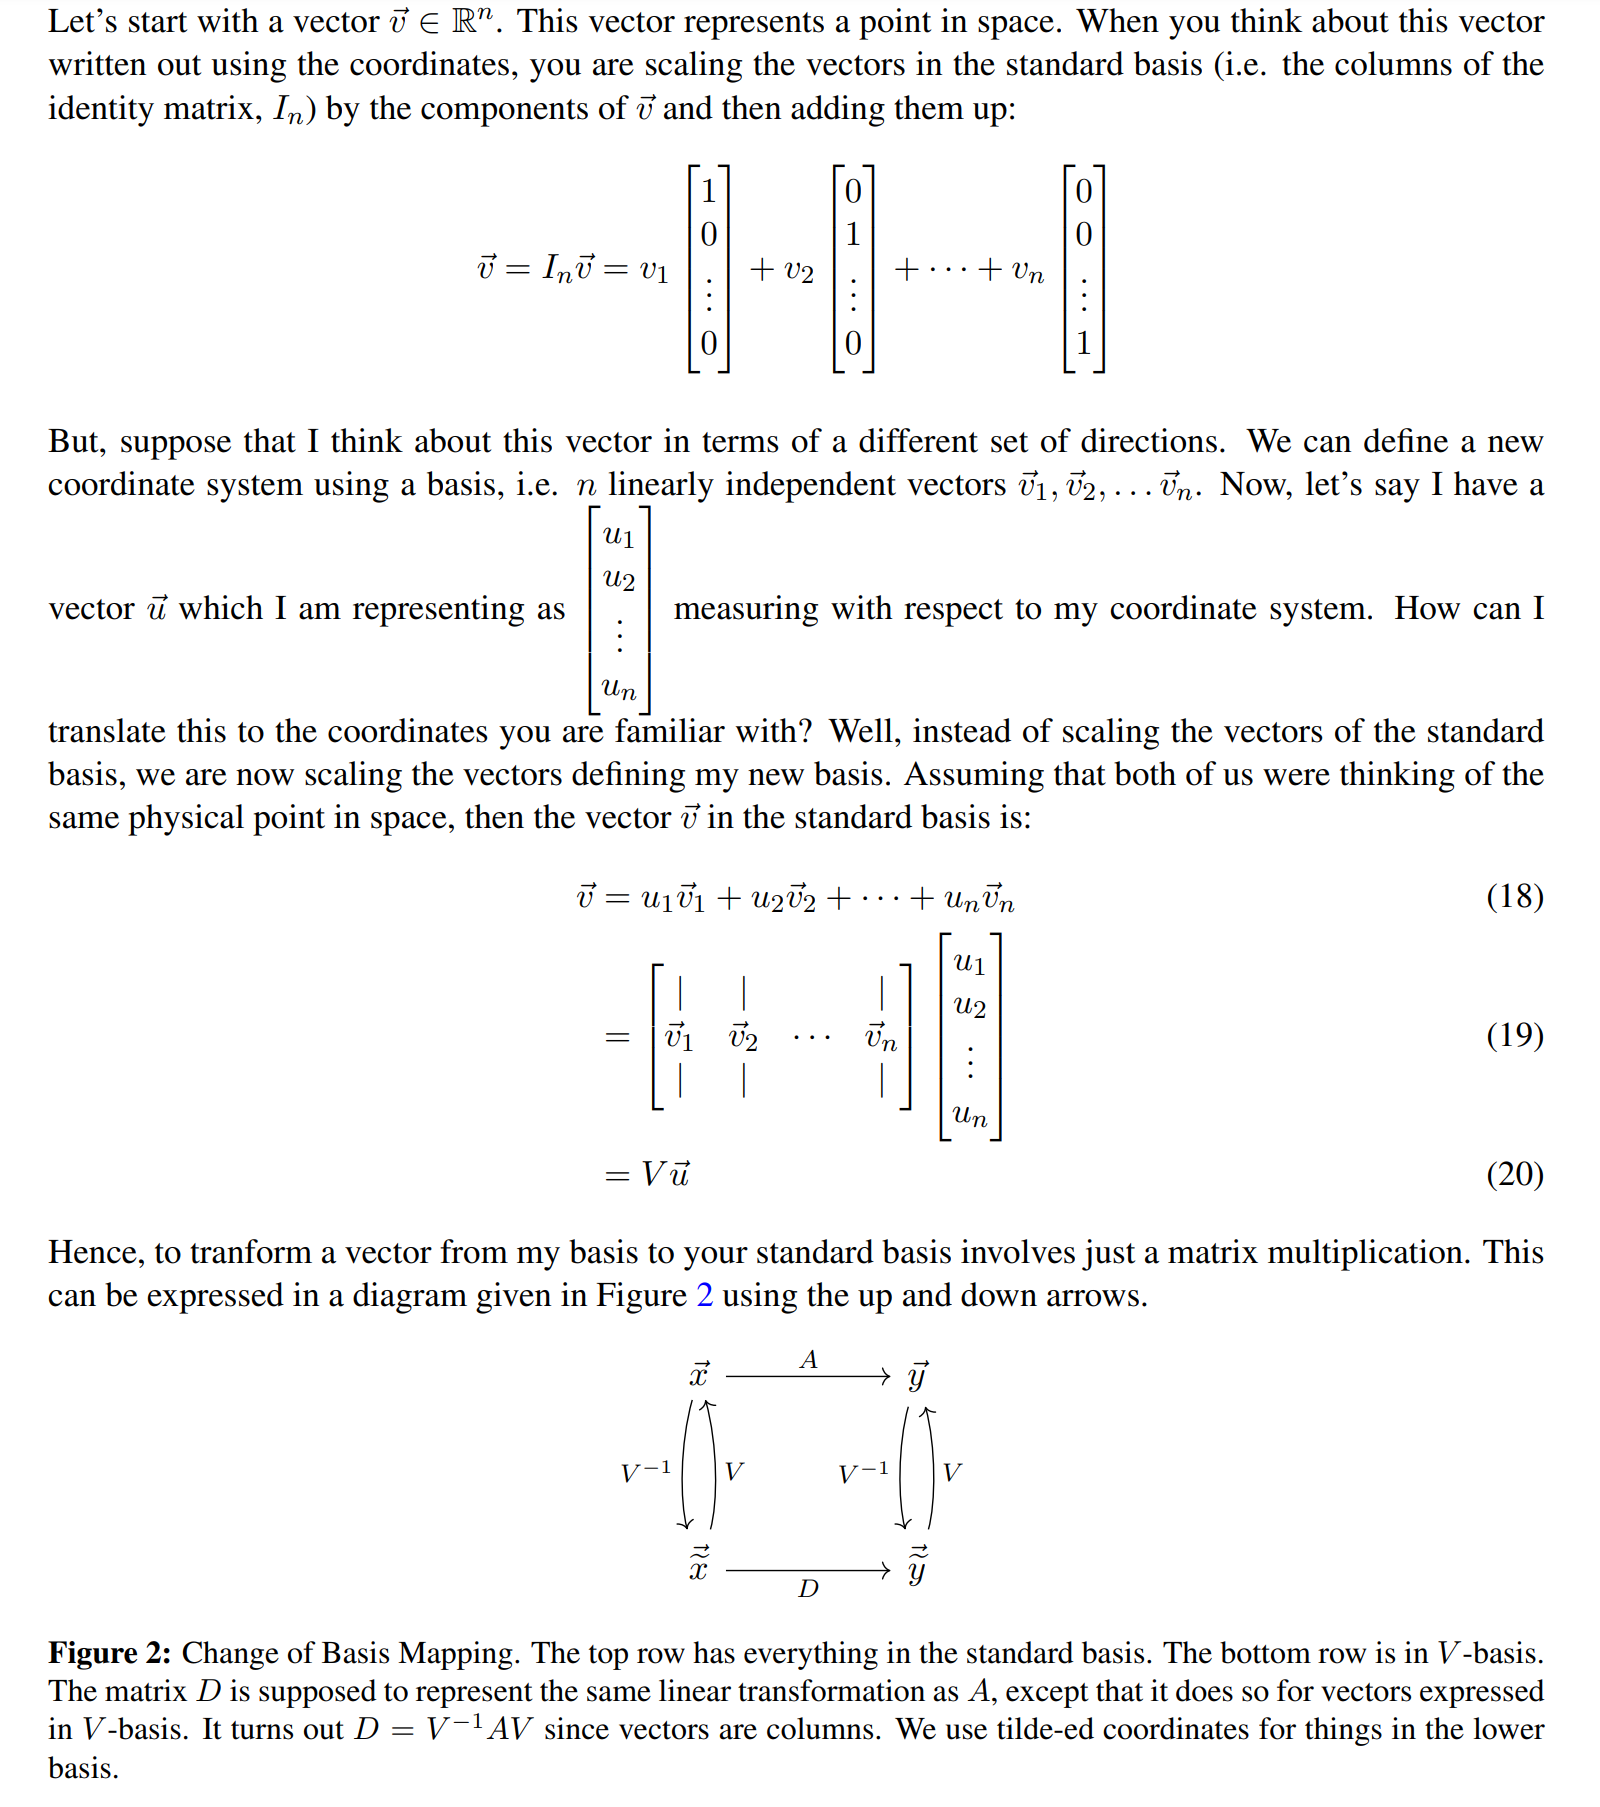 Let's start with a vector $\vec{v} \in \mathbb{R}^n$. This vector represents a point in space. When you think about this vector
written out using the coordinates, you are scaling the vectors in the standard basis (i.e. the columns of the
identity matrix, $I_n$) by the components of $\vec{v}$ and then adding them up:
$\vec{v} = I_n\vec{v} = v_1 \begin{bmatrix} 1 \\ 0 \\ \vdots \\ 0 \end{bmatrix} + v_2 \begin{bmatrix} 0 \\ 1 \\ \vdots \\ 0 \end{bmatrix} + \cdots + v_n \begin{bmatrix} 0 \\ 0 \\ \vdots \\ 1 \end{bmatrix}$
But, suppose that I think about this vector in terms of a different set of directions. We can define a new
coordinate system using a basis, i.e. $n$ linearly independent vectors $\vec{v}_1, \vec{v}_2, \ldots \vec{v}_n$. Now, let's say I have a
vector $\vec{u}$ which I am representing as $\begin{bmatrix} u_1 \\ u_2 \\ \vdots \\ u_n \end{bmatrix}$ measuring with respect to my coordinate system. How can I
translate this to the coordinates you are familiar with? Well, instead of scaling the vectors of the standard
basis, we are now scaling the vectors defining my new basis. Assuming that both of us were thinking of the
same physical point in space, then the vector $\vec{v}$ in the standard basis is:
$\vec{v} = u_1\vec{v}_1 + u_2\vec{v}_2 + \cdots + u_n\vec{v}_n$ (18)
$= \begin{bmatrix} | & | & & | \\ \vec{v}_1 & \vec{v}_2 & \cdots & \vec{v}_n \\ | & | & & | \end{bmatrix} \begin{bmatrix} u_1 \\ u_2 \\ \vdots \\ u_n \end{bmatrix}$ (19)
$= V\vec{u}$ (20)
Hence, to tranform a vector from my basis to your standard basis involves just a matrix multiplication. This
can be expressed in a diagram given in Figure 2 using the up and down arrows.
$A$
$\vec{x}$ $\vec{y}$
$V^{-1}$ $V$ $V^{-1}$ $V$
$\vec{\tilde{x}}$ $\vec{\tilde{y}}$
$D$
Figure 2: Change of Basis Mapping. The top row has everything in the standard basis. The bottom row is in $V$-basis.
The matrix $D$ is supposed to represent the same linear transformation as $A$, except that it does so for vectors expressed
in $V$-basis. It turns out $D = V^{-1}AV$ since vectors are columns. We use tilde-ed coordinates for things in the lower
basis.